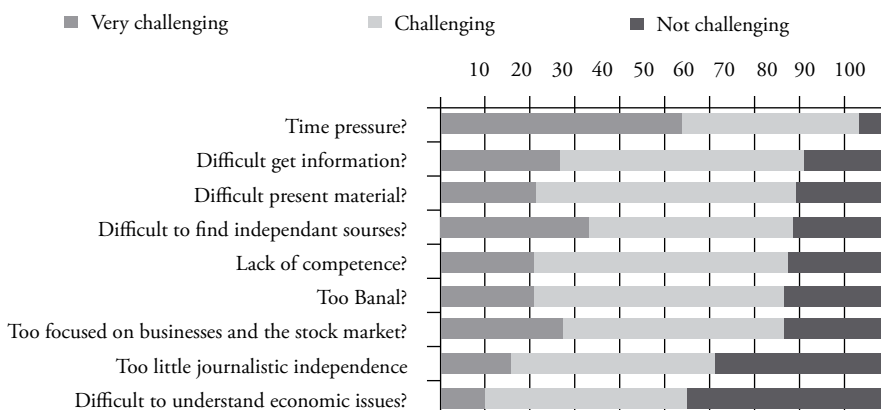 Very challenging Challenging Not challenging
10 20 30 40 50 60 70 80 90 100
Time pressure?
Difficult get information?
Difficult present material?
Difficult to find independant sourses?
Lack of competence?
Too Banal?
Too focused on businesses and the stock market?
Too little journalistic independence
Difficult to understand economic issues?